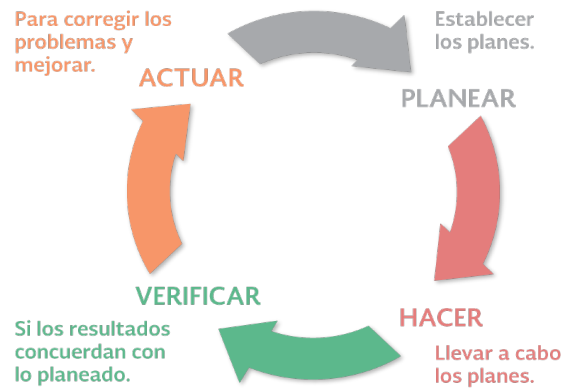 Para corregir los
problemas y
mejorar.
ACTUAR
Establecer
los planes.
PLANEAR
HACER
Llevar a cabo
los planes.
VERIFICAR
Si los resultados
concuerdan con
lo planeado.